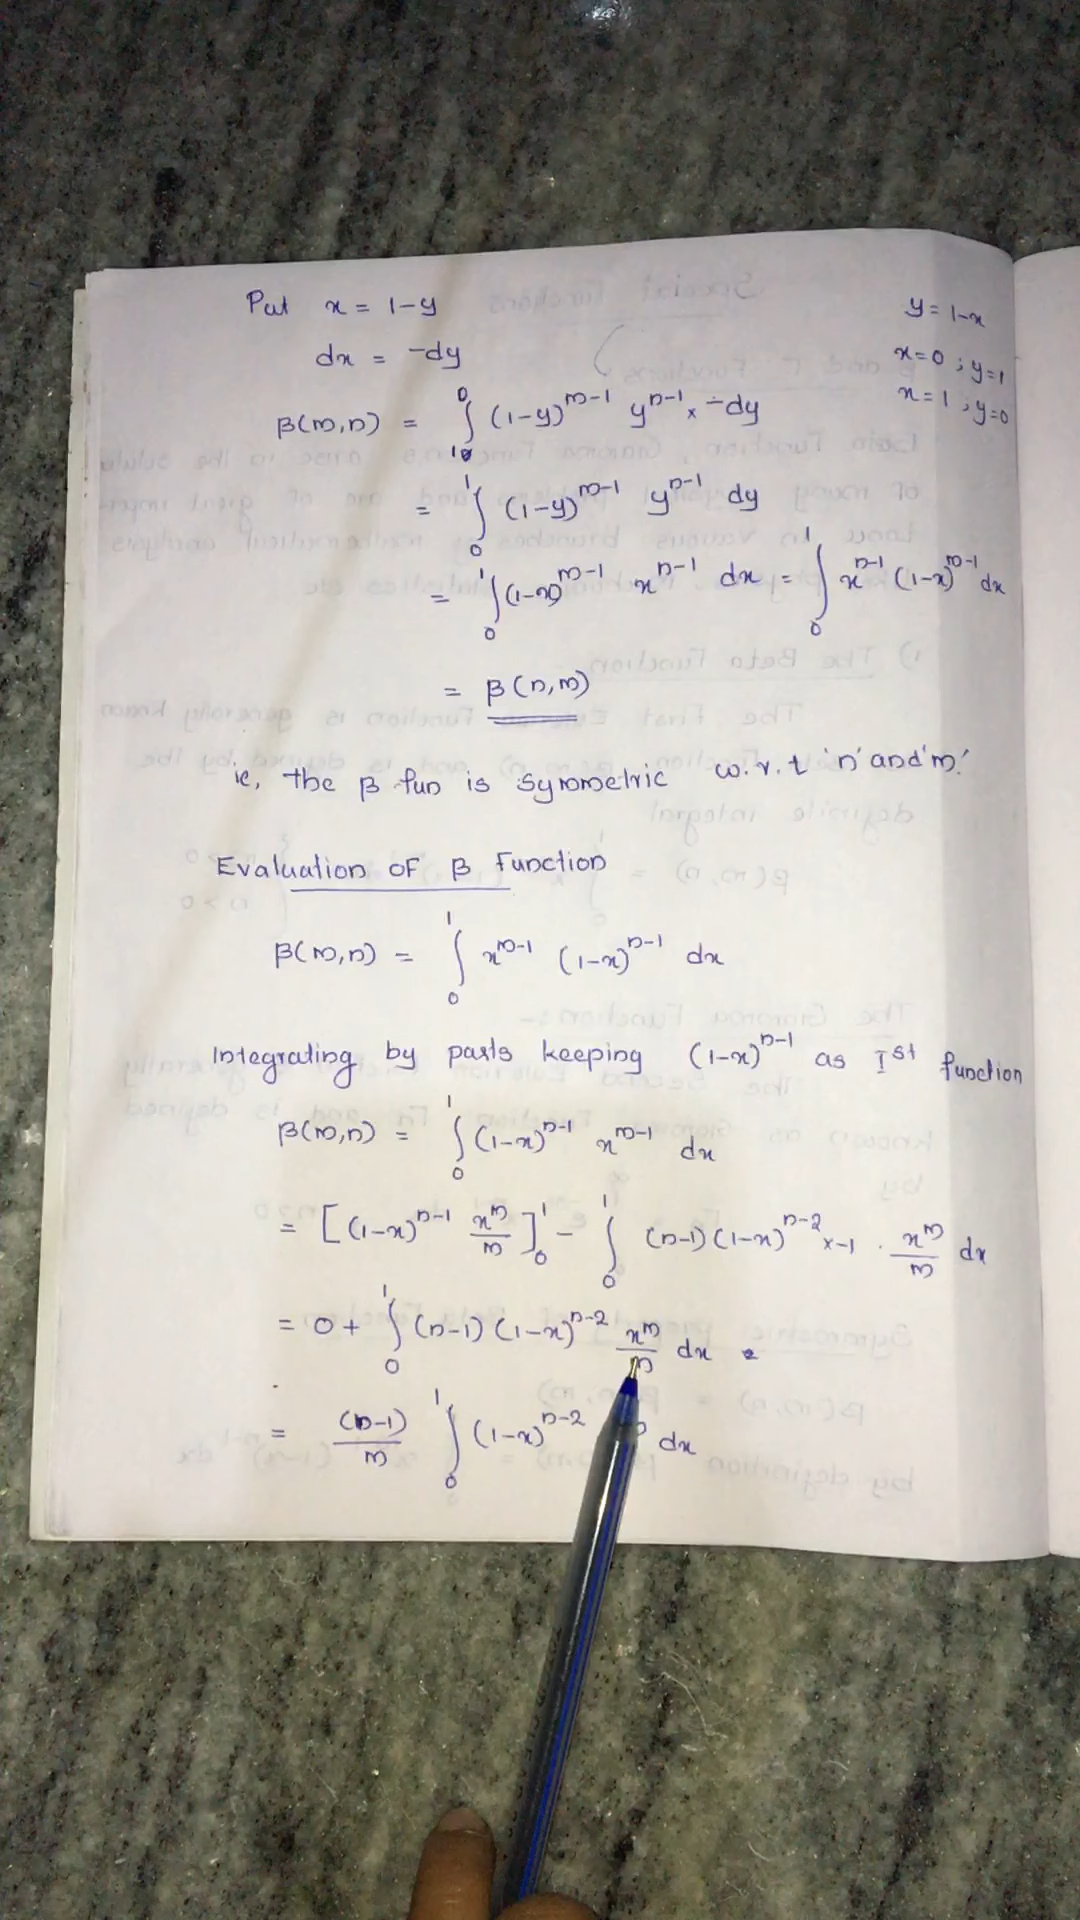 Put x = 1-y
y = 1-x
dx = -dy
x=0 ; y=1
x=1 , y=0
β(m,n) = ∫₁⁰ (1-y)^{m-1} y^{n-1} × -dy
= ∫₀¹ (1-y)^{m-1} y^{n-1} dy
= ∫₀¹ (1-x)^{m-1} x^{n-1} dx = ∫₀¹ x^{n-1} (1-x)^{m-1} dx
= β(n,m)
ie, the β fun is symmetric w.r.t 'n' and 'm'.
Evaluation OF β Function
β(m,n) = ∫₀¹ x^{m-1} (1-x)^{n-1} dx
Integrating by parts keeping (1-x)^{n-1} as Ist function
β(m,n) = ∫₀¹ (1-x)^{n-1} x^{m-1} dx
= [(1-x)^{n-1} x^m/m]₀¹ - ∫₀¹ (n-1)(1-x)^{n-2} × -1 . x^m/m dx
= 0 + ∫₀¹ (n-1) (1-x)^{n-2} x^m/m dx
= (n-1)/m ∫₀¹ (1-x)^{n-2} dx